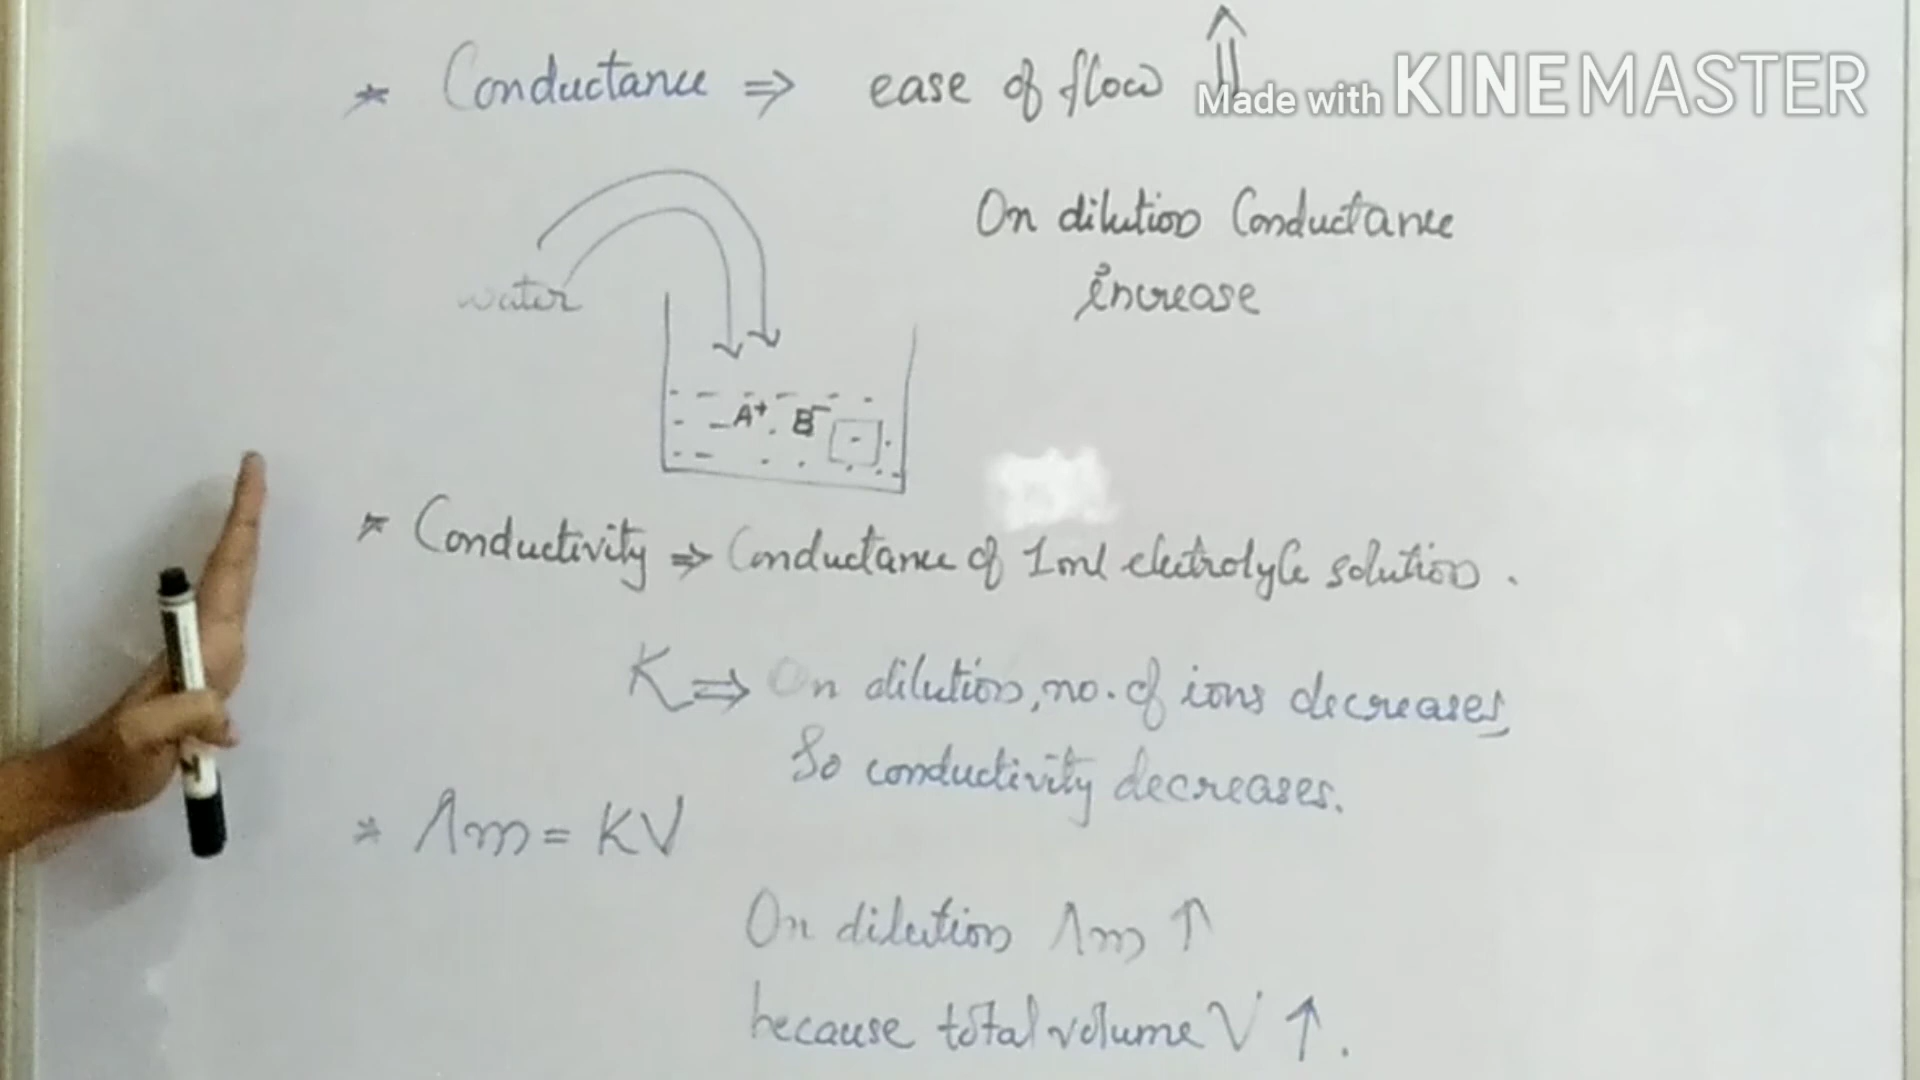 * Conductance ⇒ ease of flow ⇑
Made with KINEMASTER
On dilution Conductance
increase
water
A+ B-
* Conductivity ⇒ Conductance of 1ml electrolyte solution.
K ⇒ On dilution, no. of ions decreases,
So conductivity decreases.
* Λm = KV
On dilution Λm ↑
because total volume V ↑.